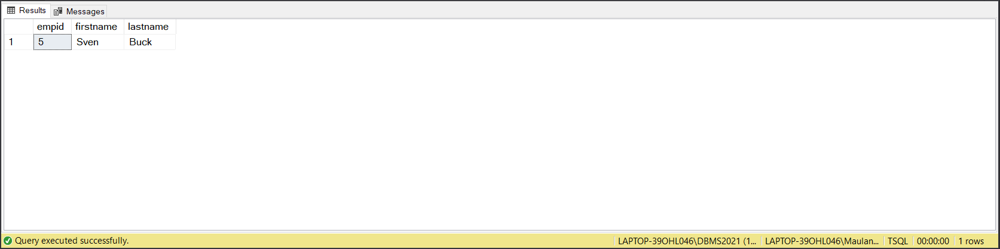 Results Messages
empid firstname lastname
1 5 Sven Buck
Query executed successfully. LAPTOP-39OHL046\DBMS2021 (1... LAPTOP-39OHL046\Maulan... TSQL 00:00:00 1 rows